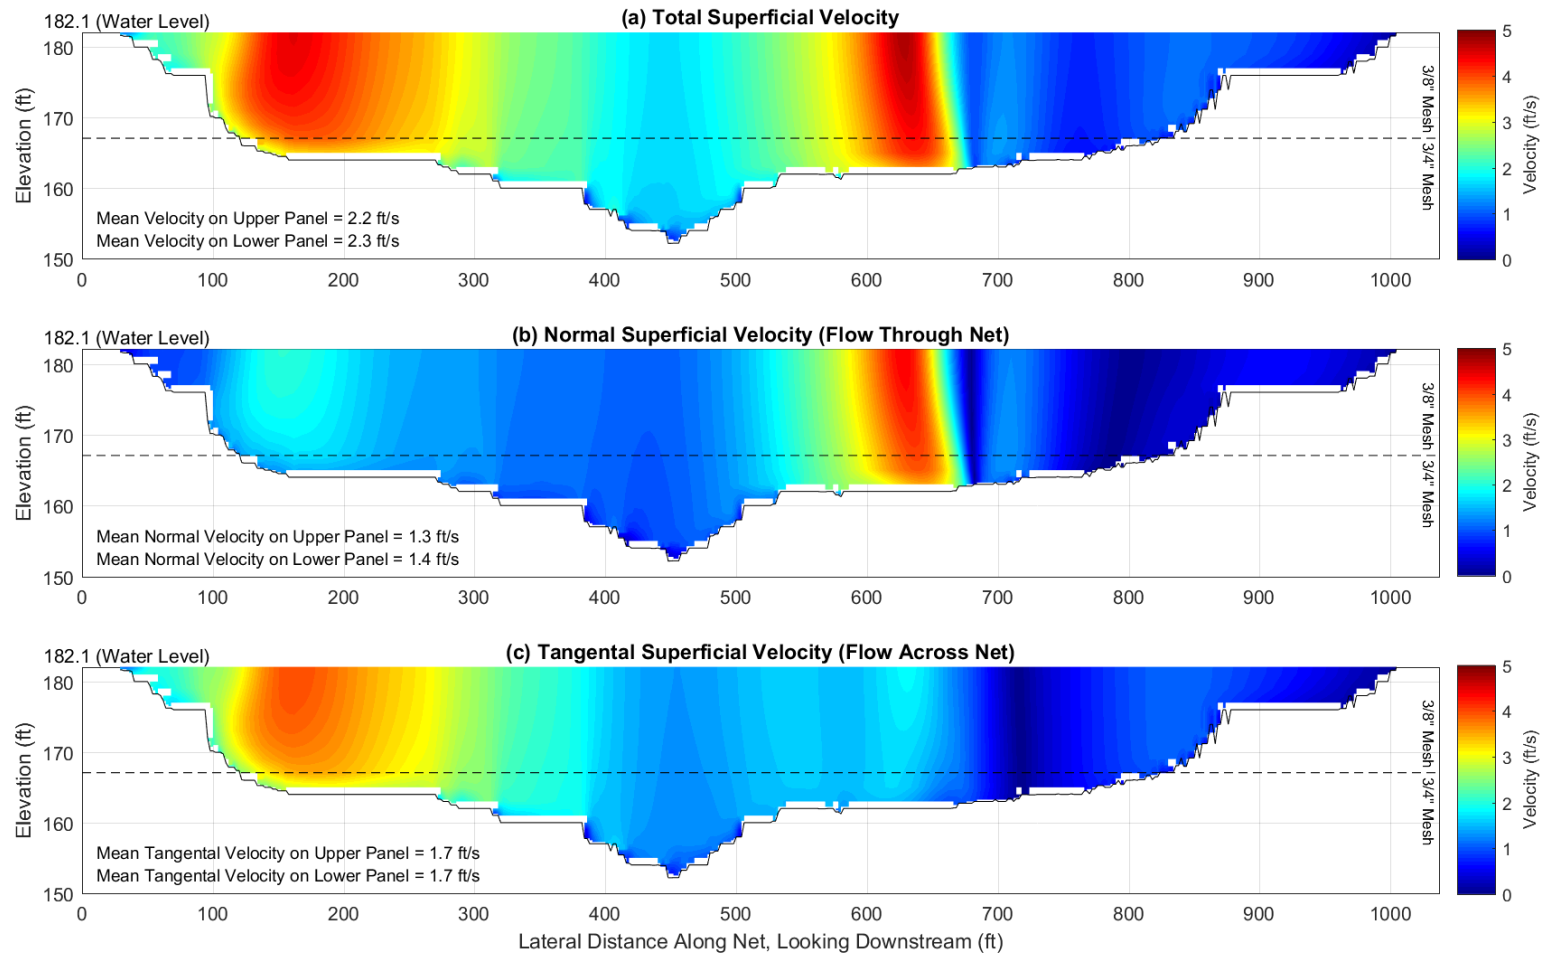 182.1 (Water Level)
(a) Total Superficial Velocity
180
170
160
150
Elevation (ft)
Mean Velocity on Upper Panel = 2.2 ft/s
Mean Velocity on Lower Panel = 2.3 ft/s
3/8" Mesh
3/4" Mesh
0 100 200 300 400 500 600 700 800 900 1000
5
4
3
2
1
0
Velocity (ft/s)
182.1 (Water Level)
(b) Normal Superficial Velocity (Flow Through Net)
180
170
160
150
Elevation (ft)
Mean Normal Velocity on Upper Panel = 1.3 ft/s
Mean Normal Velocity on Lower Panel = 1.4 ft/s
3/8" Mesh
3/4" Mesh
0 100 200 300 400 500 600 700 800 900 1000
5
4
3
2
1
0
Velocity (ft/s)
182.1 (Water Level)
(c) Tangental Superficial Velocity (Flow Across Net)
180
170
160
150
Elevation (ft)
Mean Tangental Velocity on Upper Panel = 1.7 ft/s
Mean Tangental Velocity on Lower Panel = 1.7 ft/s
3/8" Mesh
3/4" Mesh
0 100 200 300 400 500 600 700 800 900 1000
5
4
3
2
1
0
Velocity (ft/s)
Lateral Distance Along Net, Looking Downstream (ft)